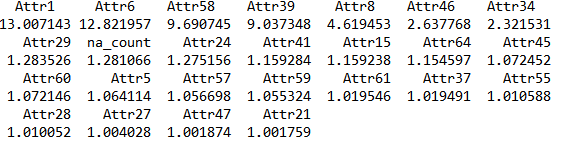 Attr1 Attr6 Attr58 Attr39 Attr8 Attr46 Attr34
13.007143 12.821957 9.690745 9.037348 4.619453 2.637768 2.321531
Attr29 na_count Attr24 Attr41 Attr15 Attr64 Attr45
1.283526 1.281066 1.275156 1.159284 1.159238 1.154597 1.072452
Attr60 Attr5 Attr57 Attr59 Attr61 Attr37 Attr55
1.072146 1.064114 1.056698 1.055324 1.019546 1.019491 1.010588
Attr28 Attr27 Attr47 Attr21
1.010052 1.004028 1.001874 1.001759